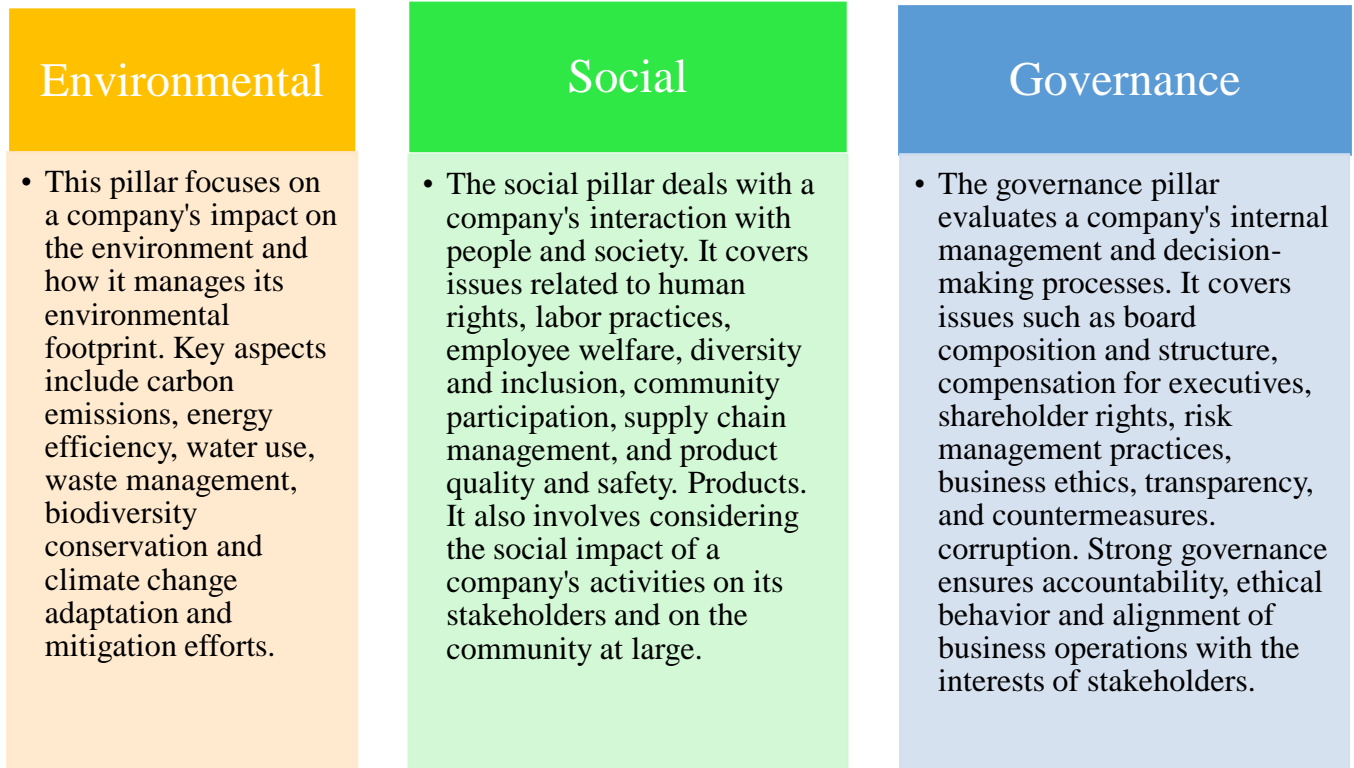 Environmental
• This pillar focuses on
a company's impact on
the environment and
how it manages its
environmental
footprint. Key aspects
include carbon
emissions, energy
efficiency, water use,
waste management,
biodiversity
conservation and
climate change
adaptation and
mitigation efforts.
Social
• The social pillar deals with a
company's interaction with
people and society. It covers
issues related to human
rights, labor practices,
employee welfare, diversity
and inclusion, community
participation, supply chain
management, and product
quality and safety. Products.
It also involves considering
the social impact of a
company's activities on its
stakeholders and on the
community at large.
Governance
• The governance pillar
evaluates a company's internal
management and decision-
making processes. It covers
issues such as board
composition and structure,
compensation for executives,
shareholder rights, risk
management practices,
business ethics, transparency,
and countermeasures.
corruption. Strong governance
ensures accountability, ethical
behavior and alignment of
business operations with the
interests of stakeholders.